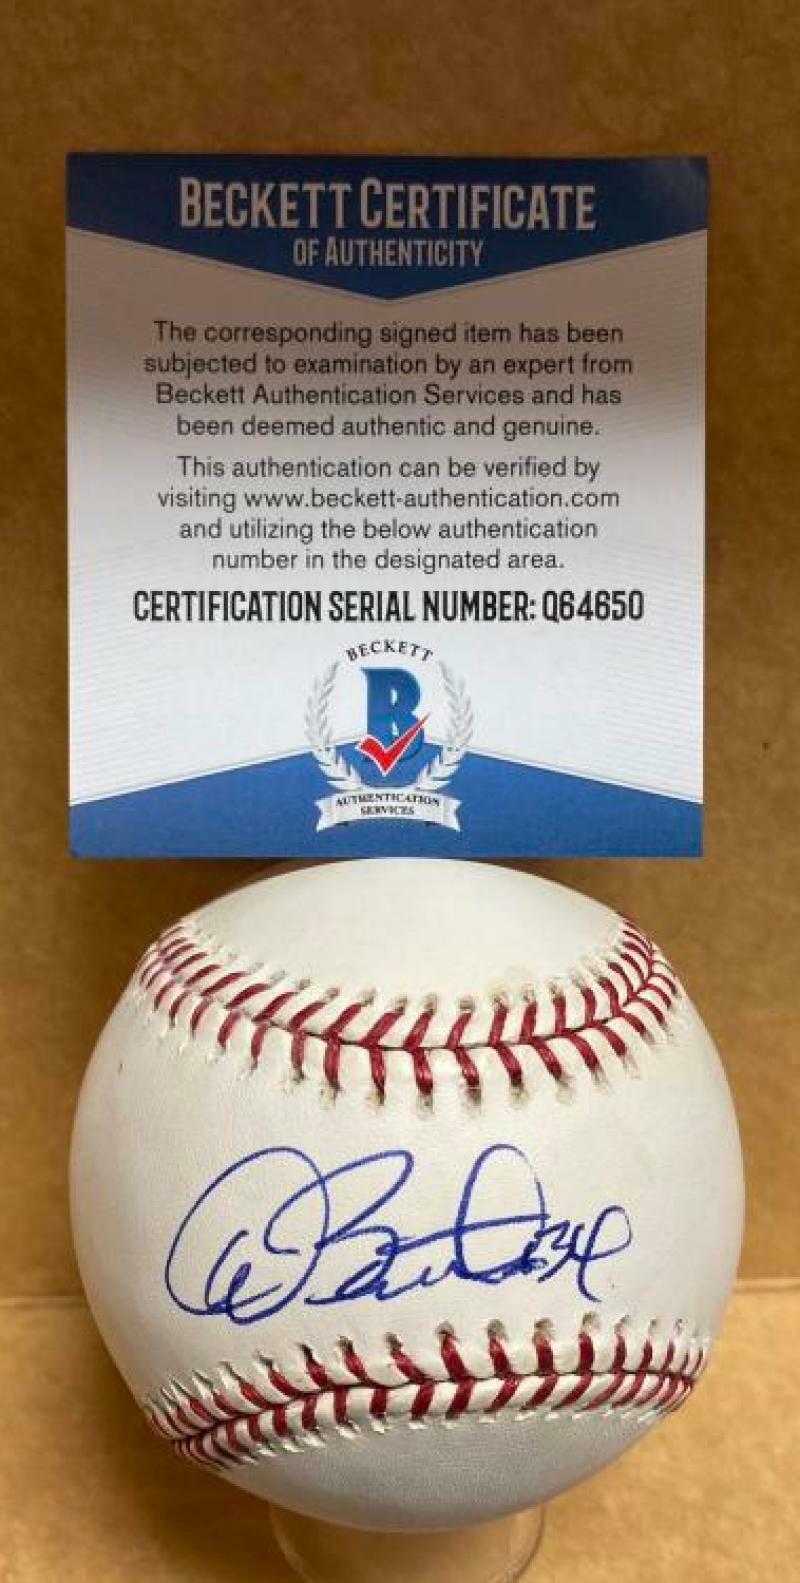 BECKETT CERTIFICATE
OF AUTHENTICITY
The corresponding signed item has been
subjected to examination by an expert from
Beckett Authentication Services and has
been deemed authentic and genuine.
This authentication can be verified by
visiting www.beckett-authentication.com
and utilizing the below authentication
number in the designated area.
CERTIFICATION SERIAL NUMBER: Q64650
BECKETT
B
AUTHENTICATION
SERVICES